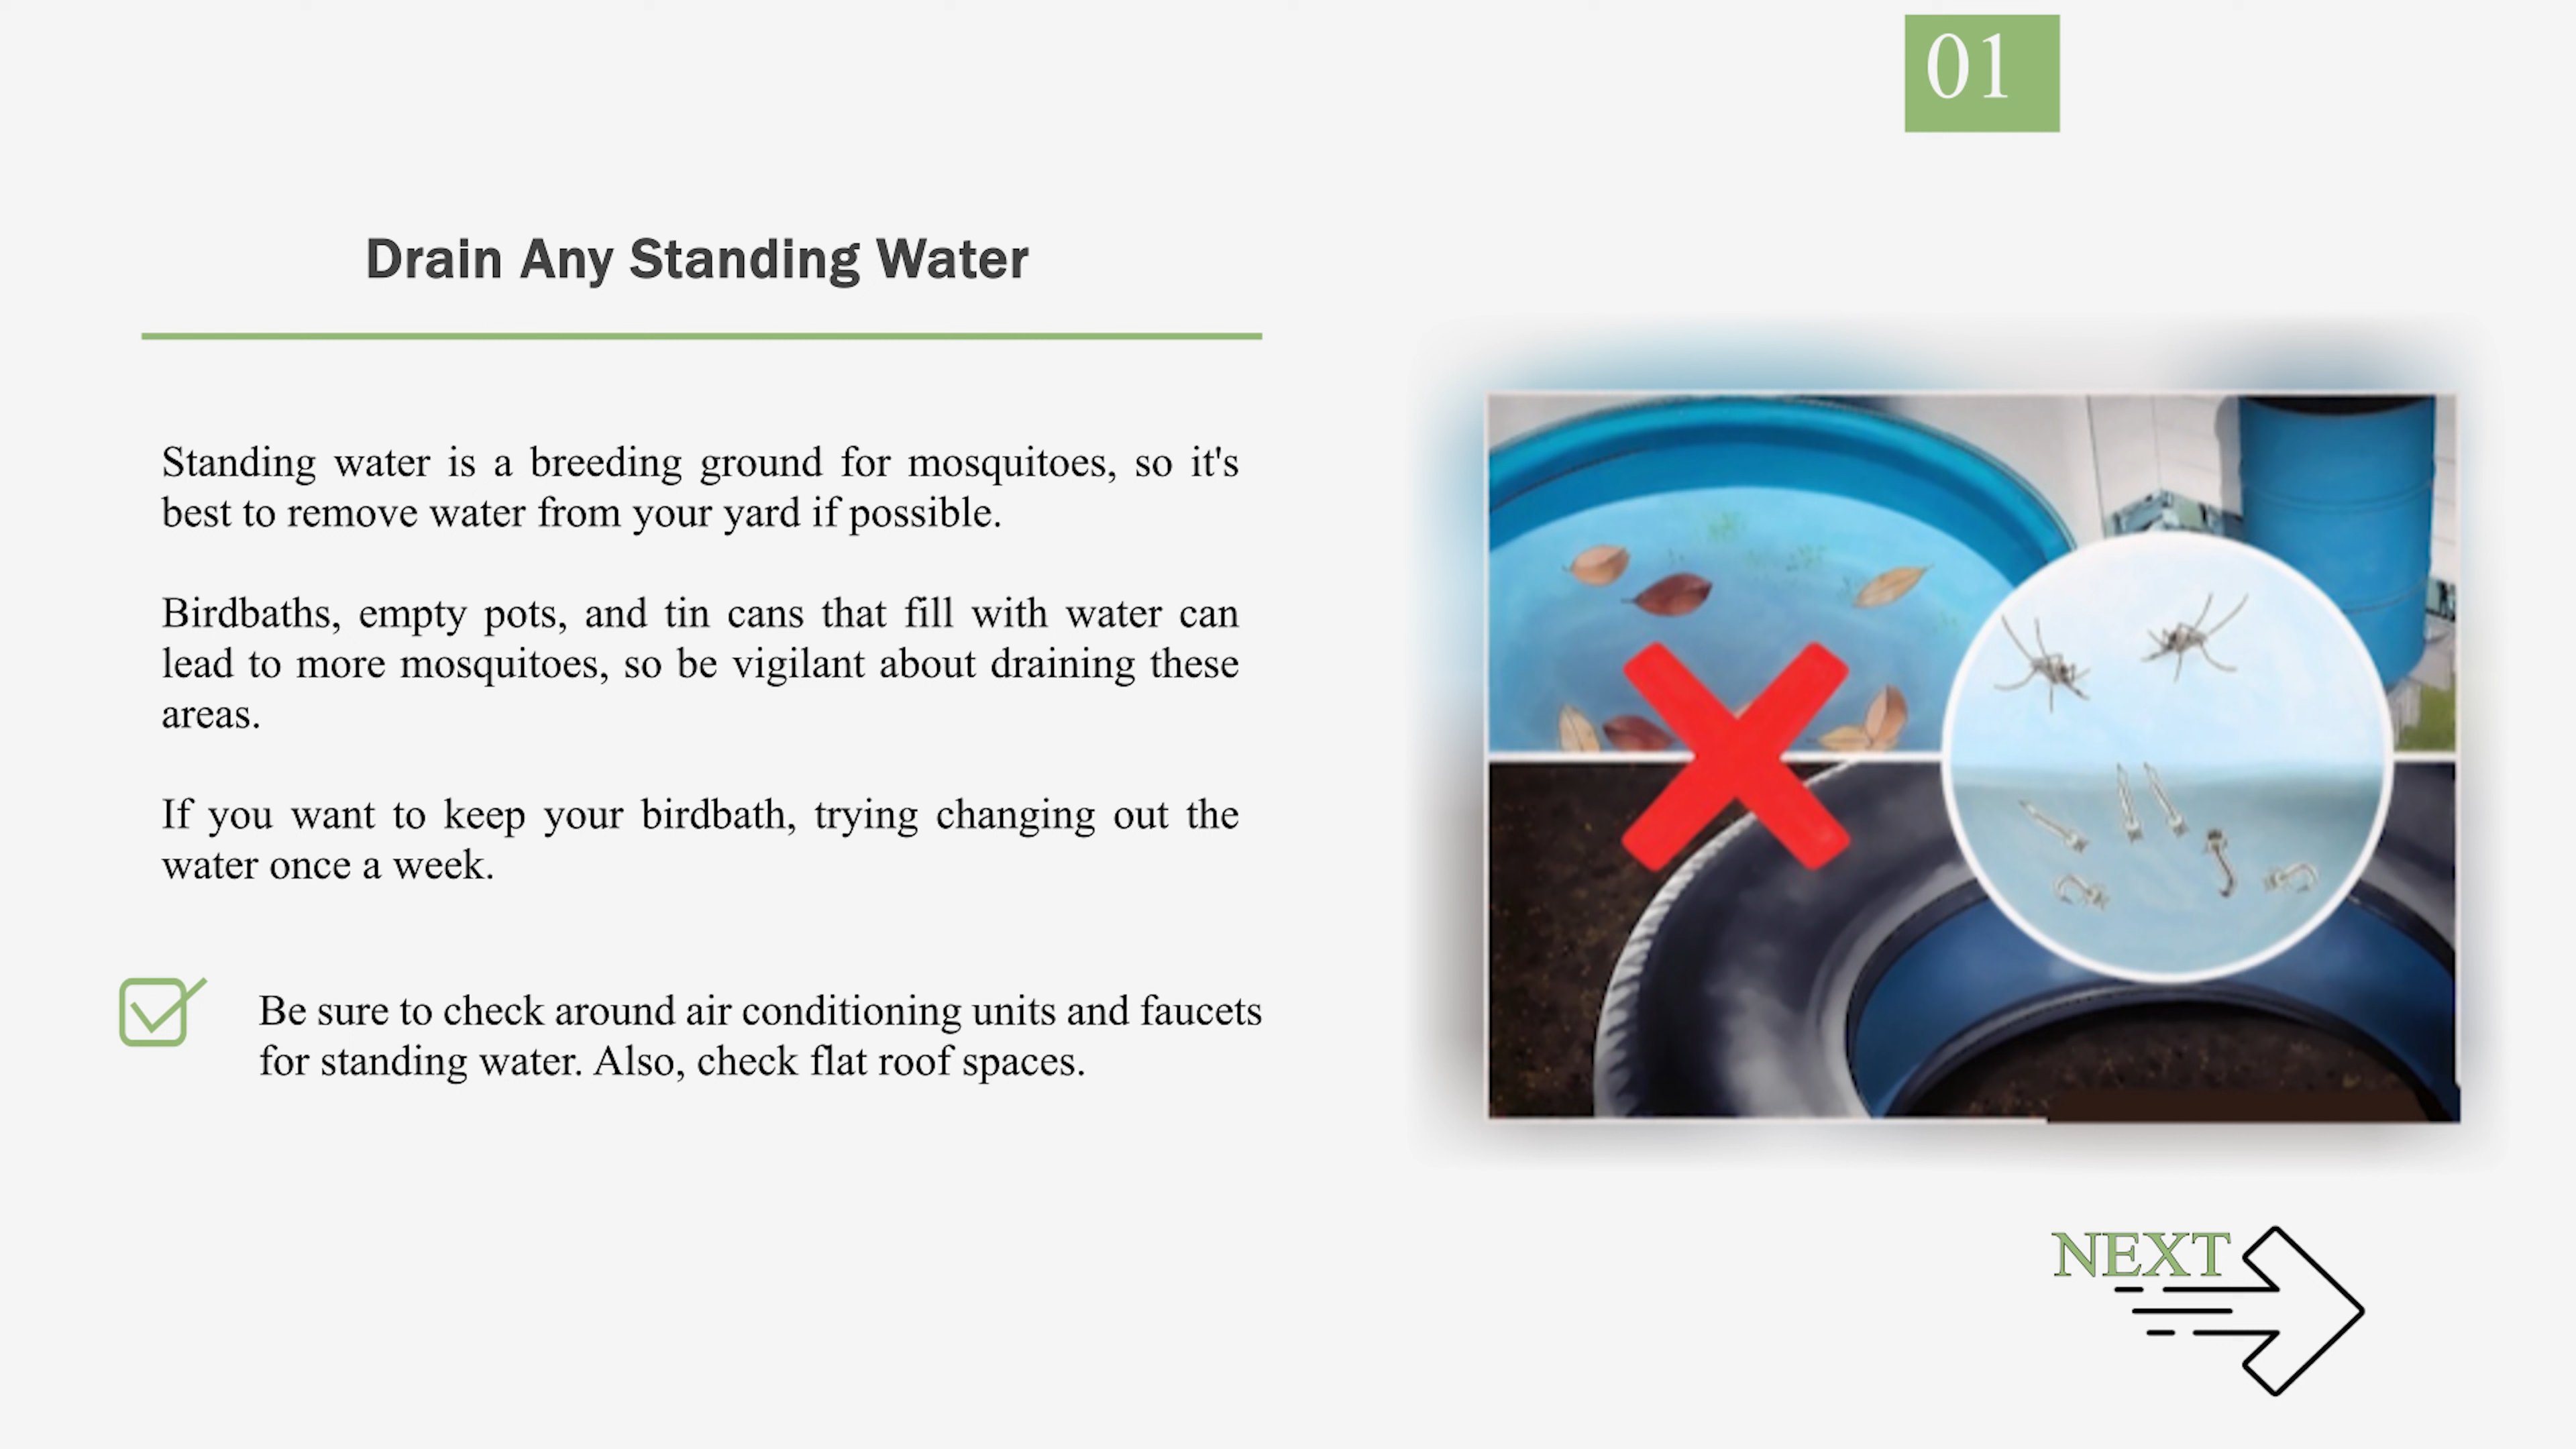 01
Drain Any Standing Water
Standing water is a breeding ground for mosquitoes, so it's
best to remove water from your yard if possible.
Birdbaths, empty pots, and tin cans that fill with water can
lead to more mosquitoes, so be vigilant about draining these
areas.
If you want to keep your birdbath, trying changing out the
water once a week.
Be sure to check around air conditioning units and faucets
for standing water. Also, check flat roof spaces.
NEXT